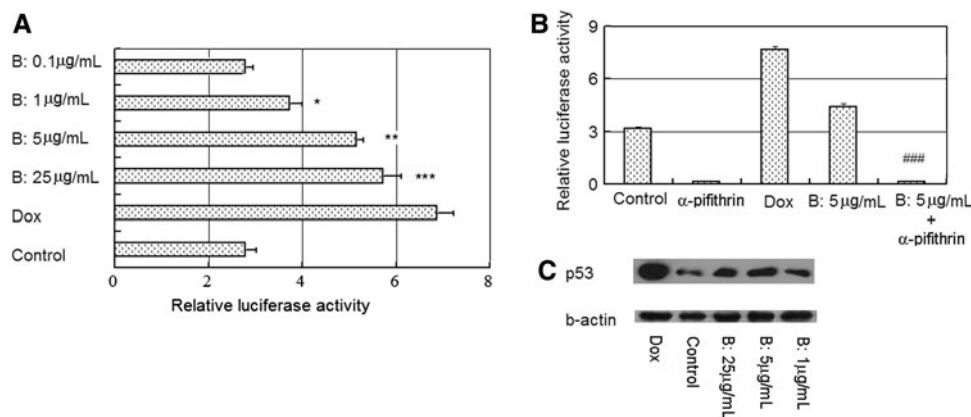 A
B: 0.1µg/mL
B: 1µg/mL
*
B: 5µg/mL
**
B: 25µg/mL
***
Dox
Control
0 2 4 6 8
Relative luciferase activity
B
Relative luciferase activity
9
6
3
0
###
Control α-pifithrin Dox B: 5µg/mL B: 5µg/mL
+
α-pifithrin
C
p53
b-actin
Dox
Control
B: 25µg/mL
B: 5µg/mL
B: 1µg/mL